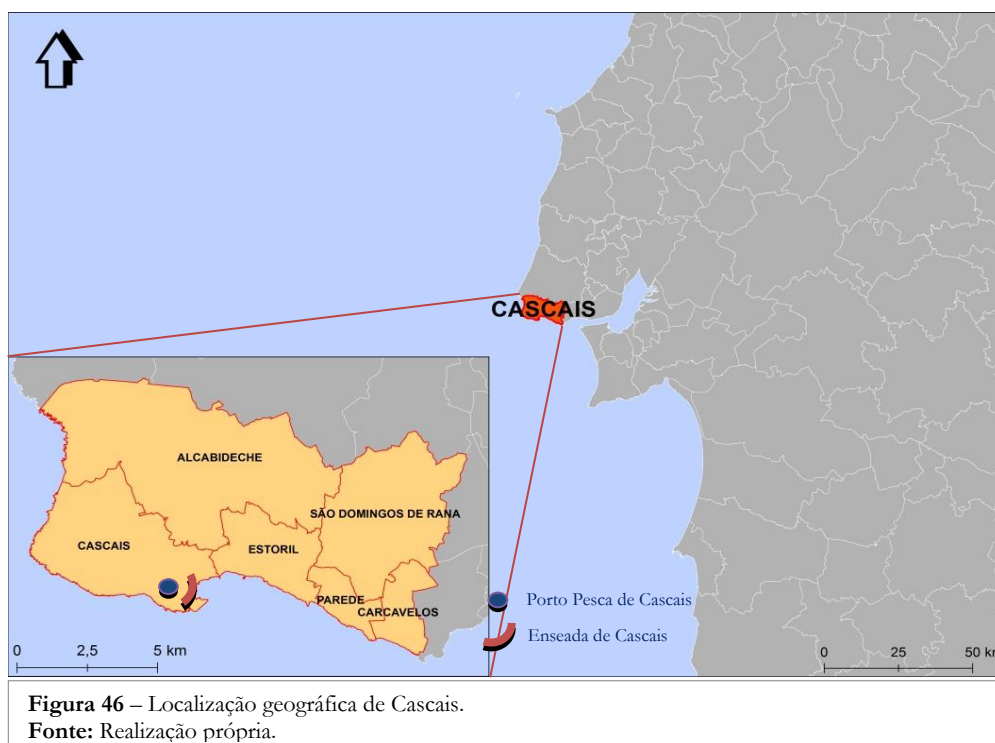 CASCAIS
ALCABIDECHE
SÃO DOMINGOS DE RANA
CASCAIS
ESTORIL
PAREDE
CARCAVELOS
Porto Pesca de Cascais
Enseada de Cascais
0 2,5 5 km
0 25 50 km
Figura 46 – Localização geográfica de Cascais.
Fonte: Realização própria.